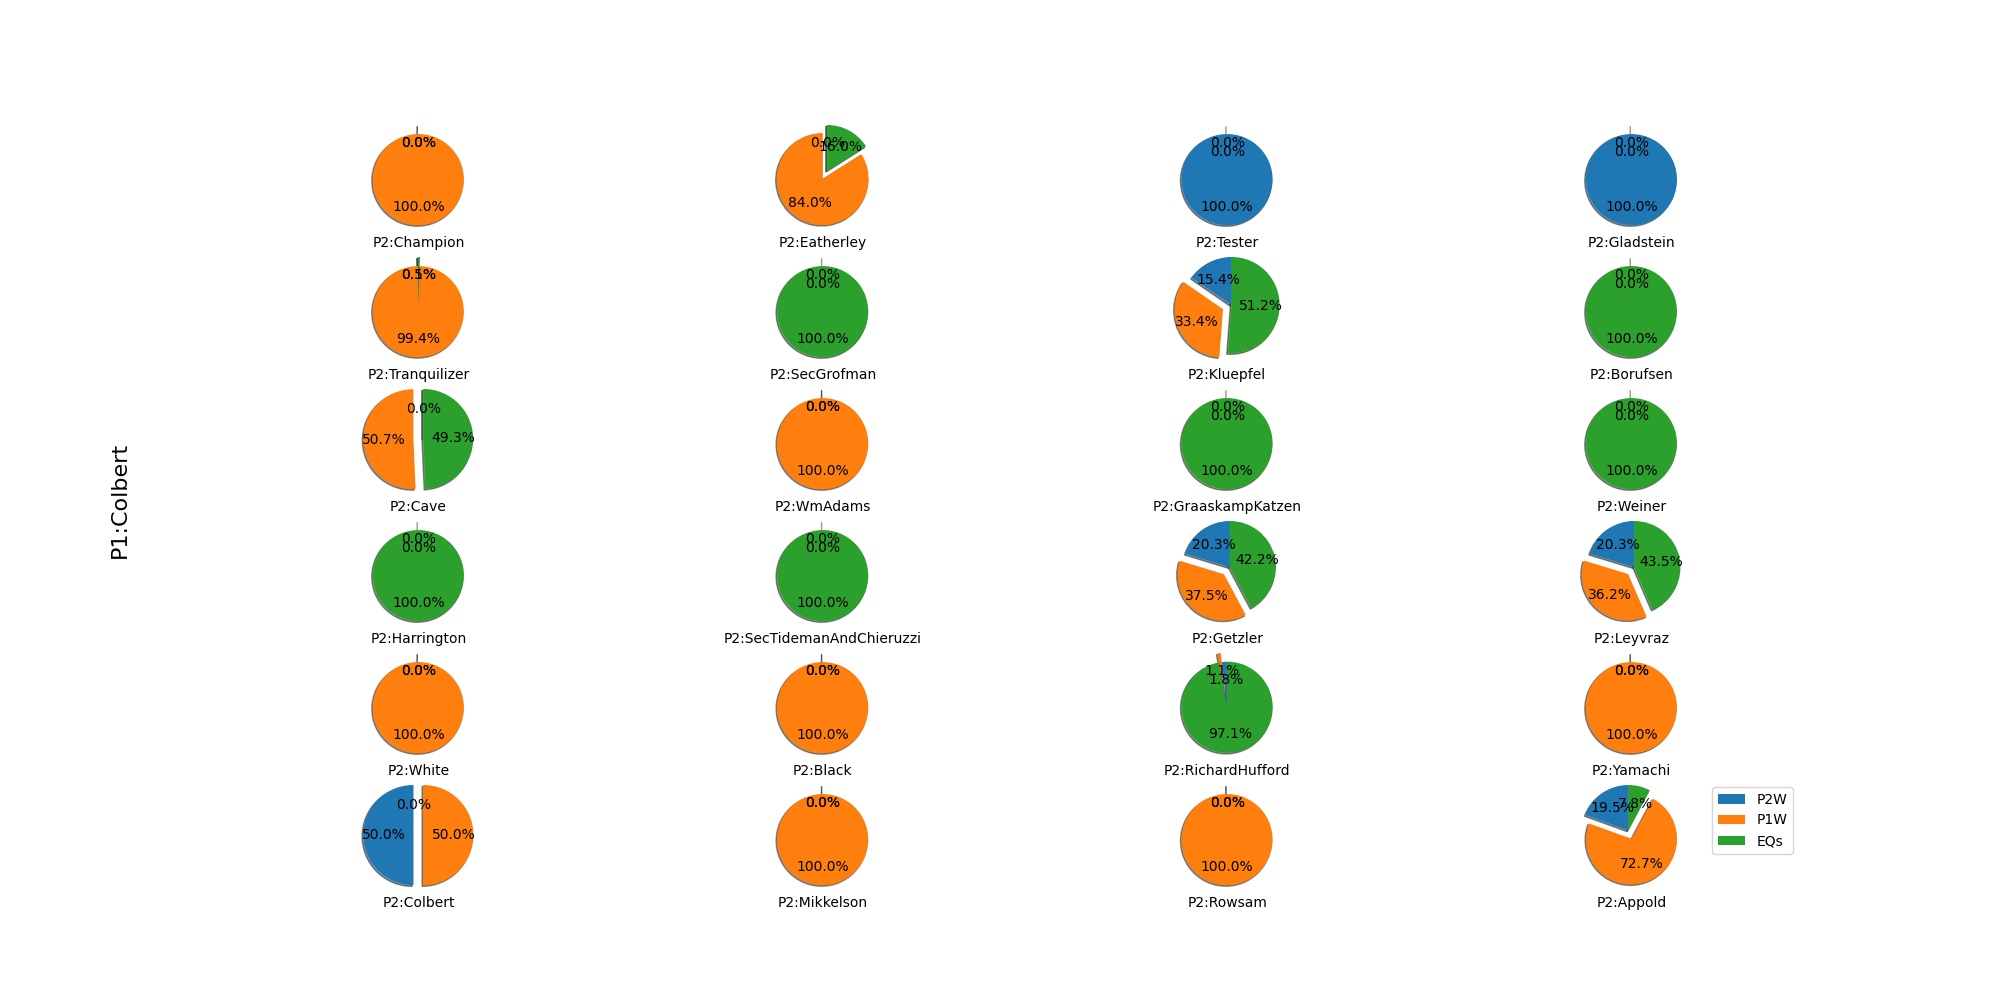 P1:Colbert
0.0%
100.0%
P2:Champion
0.0%
16.0%
84.0%
P2:Eatherley
0.0%
0.0%
100.0%
P2:Tester
0.0%
0.0%
100.0%
P2:Gladstein
99.4%
P2:Tranquilizer
0.0%
0.0%
100.0%
P2:SecGrofman
15.4%
33.4%
51.2%
P2:Kluepfel
0.0%
0.0%
100.0%
P2:Borufsen
0.0%
50.7%
49.3%
P2:Cave
0.0%
100.0%
P2:WmAdams
0.0%
0.0%
100.0%
P2:GraaskampKatzen
0.0%
0.0%
100.0%
P2:Weiner
0.0%
0.0%
100.0%
P2:Harrington
0.0%
0.0%
100.0%
P2:SecTidemanAndChieruzzi
20.3%
42.2%
37.5%
P2:Getzler
20.3%
43.5%
36.2%
P2:Leyvraz
0.0%
100.0%
P2:White
0.0%
100.0%
P2:Black
1.1%
1.8%
97.1%
P2:RichardHufford
0.0%
100.0%
P2:Yamachi
0.0%
50.0%
50.0%
P2:Colbert
0.0%
100.0%
P2:Mikkelson
0.0%
100.0%
P2:Rowsam
19.5%
7.8%
72.7%
P2:Appold
P2W
P1W
EQs